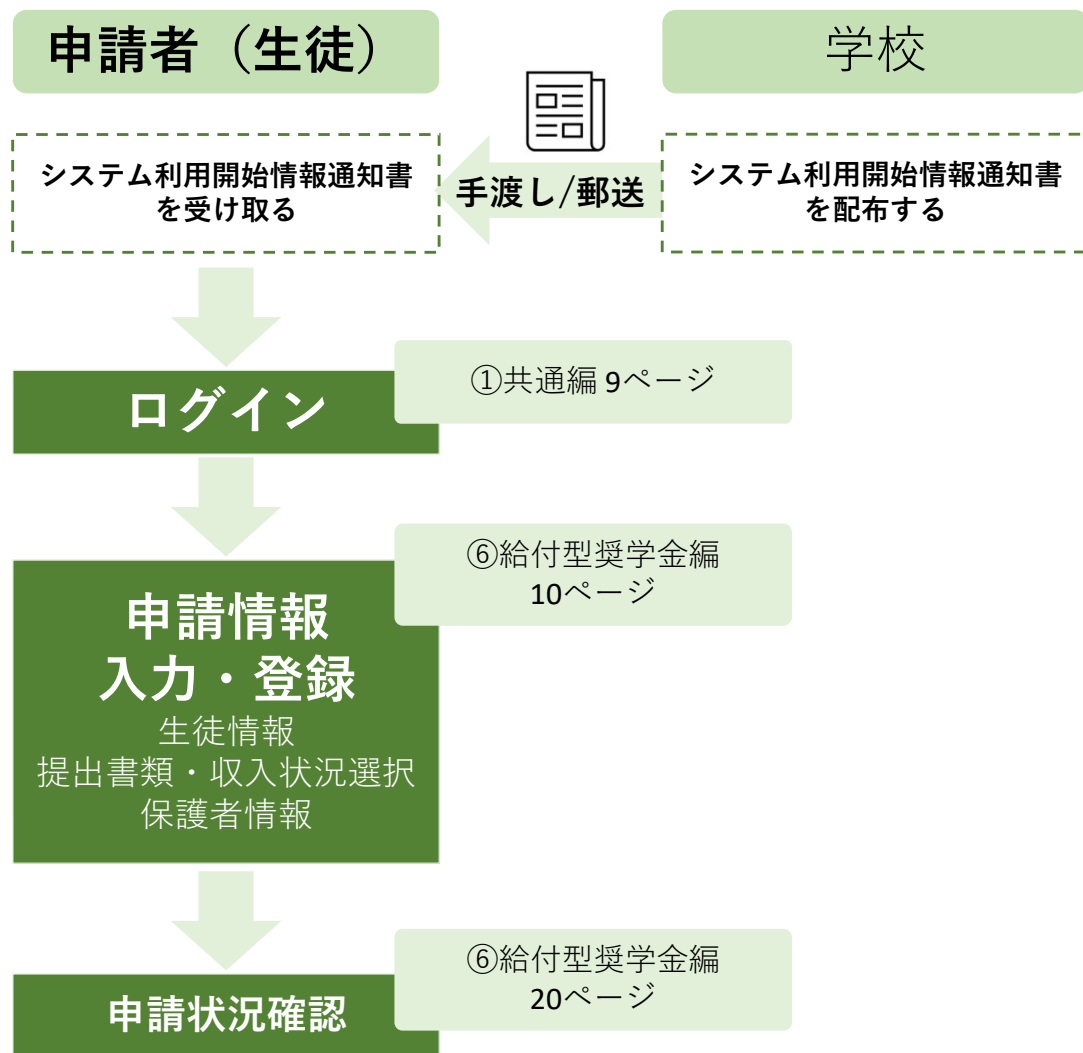 申請者（生徒）
学校
システム利用開始情報通知書
を受け取る
手渡し/郵送
システム利用開始情報通知書
を配布する
ログイン
①共通編 9ページ
申請情報
入力・登録
生徒情報
提出書類・収入状況選択
保護者情報
⑥給付型奨学金編
10ページ
申請状況確認
⑥給付型奨学金編
20ページ